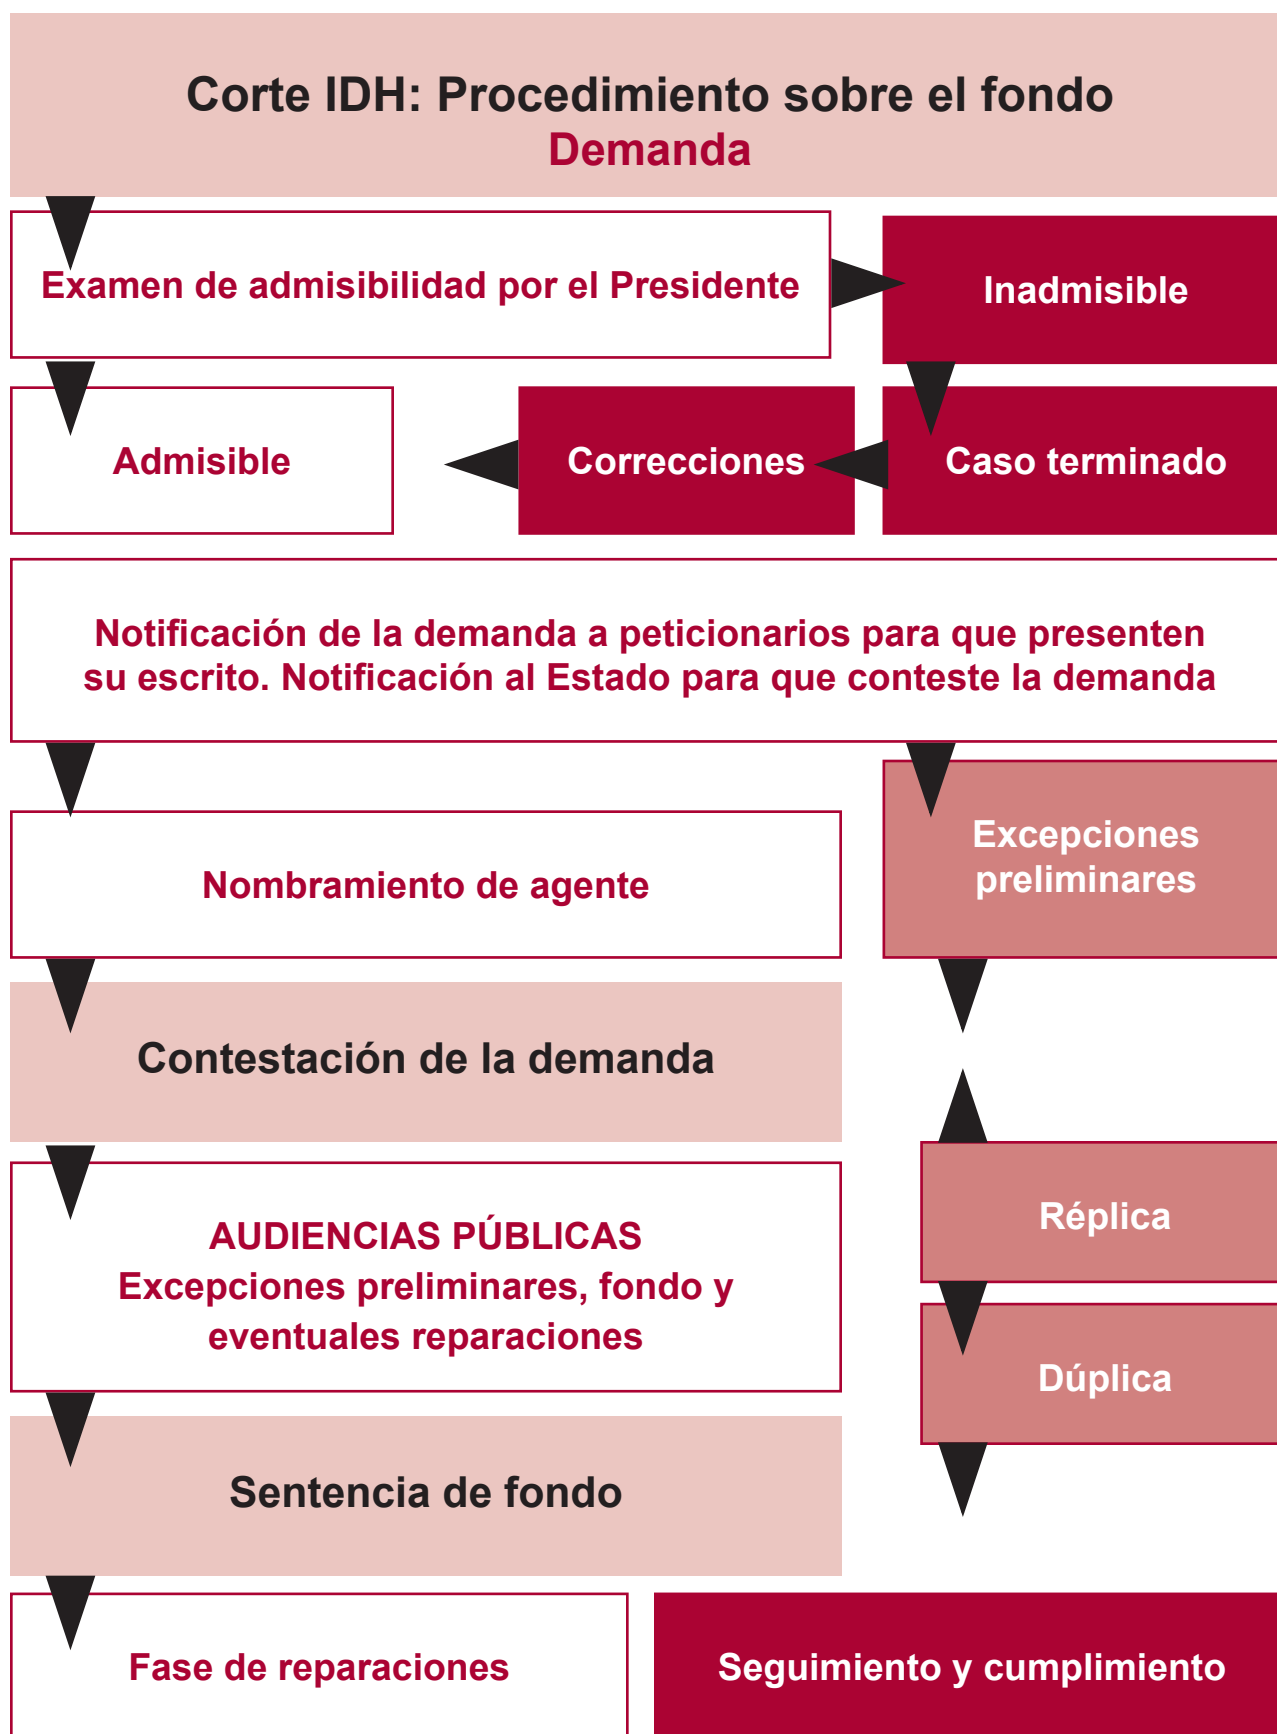 Corte IDH: Procedimiento sobre el fondo
Demanda
Examen de admisibilidad por el Presidente
Inadmisible
Admisible
Correcciones
Caso terminado
Notificación de la demanda a peticionarios para que presenten
su escrito. Notificación al Estado para que conteste la demanda
Nombramiento de agente
Excepciones
preliminares
Contestación de la demanda
AUDIENCIAS PÚBLICAS
Excepciones preliminares, fondo y
eventuales reparaciones
Réplica
Dúplica
Sentencia de fondo
Fase de reparaciones
Seguimiento y cumplimiento